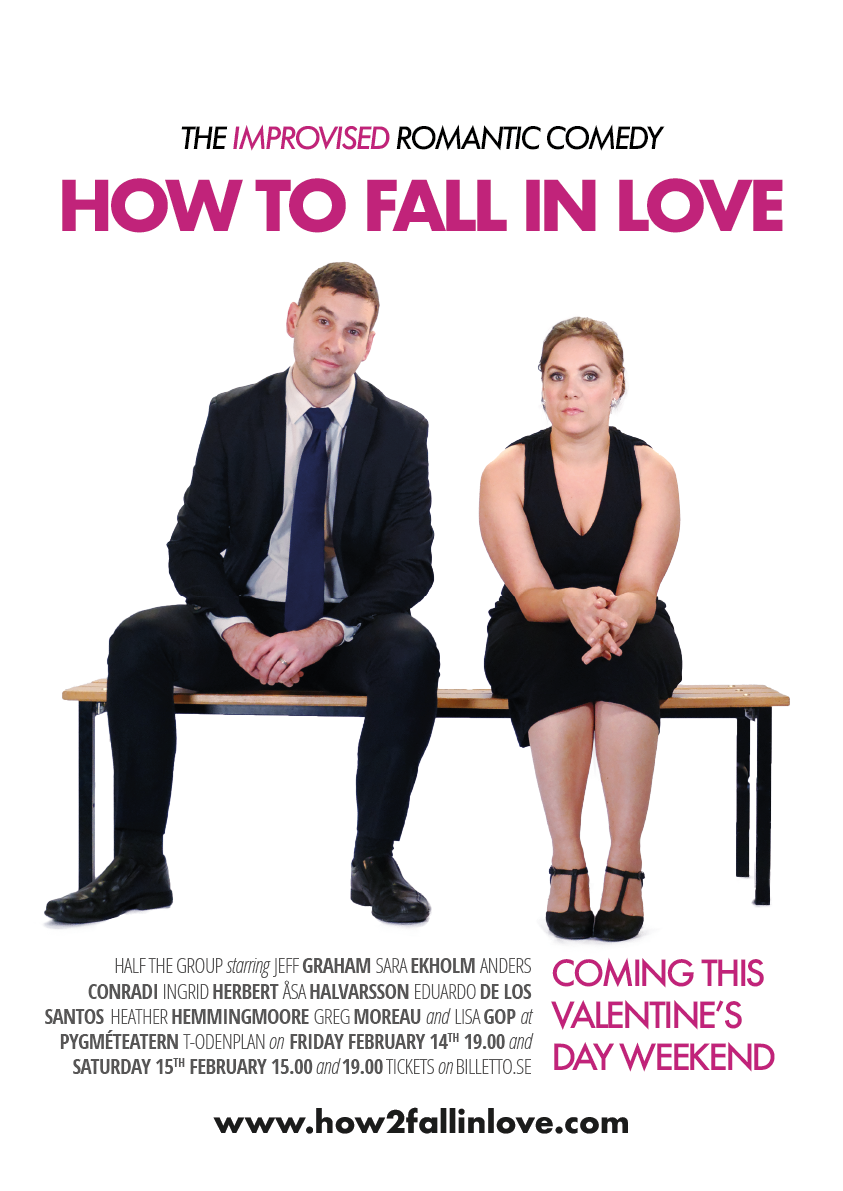 THE IMPROVISED ROMANTIC COMEDY
HOW TO FALL IN LOVE
HALF THE GROUP starring JEFF GRAHAM SARA EKHOLM ANDERS
CONRADI INGRID HERBERT ÅSA HALVARSSON EDUARDO DE LOS
SANTOS HEATHER HEMMINGMOORE GREG MOREAU and LISA GOP at
PYGMÉTEATERN T-ODENPLAN on FRIDAY FEBRUARY 14TH 19.00 and
SATURDAY 15TH FEBRUARY 15.00 and 19.00 TICKETS on BILLETTO.SE
COMING THIS
VALENTINE'S
DAY WEEKEND
www.how2fallinlove.com